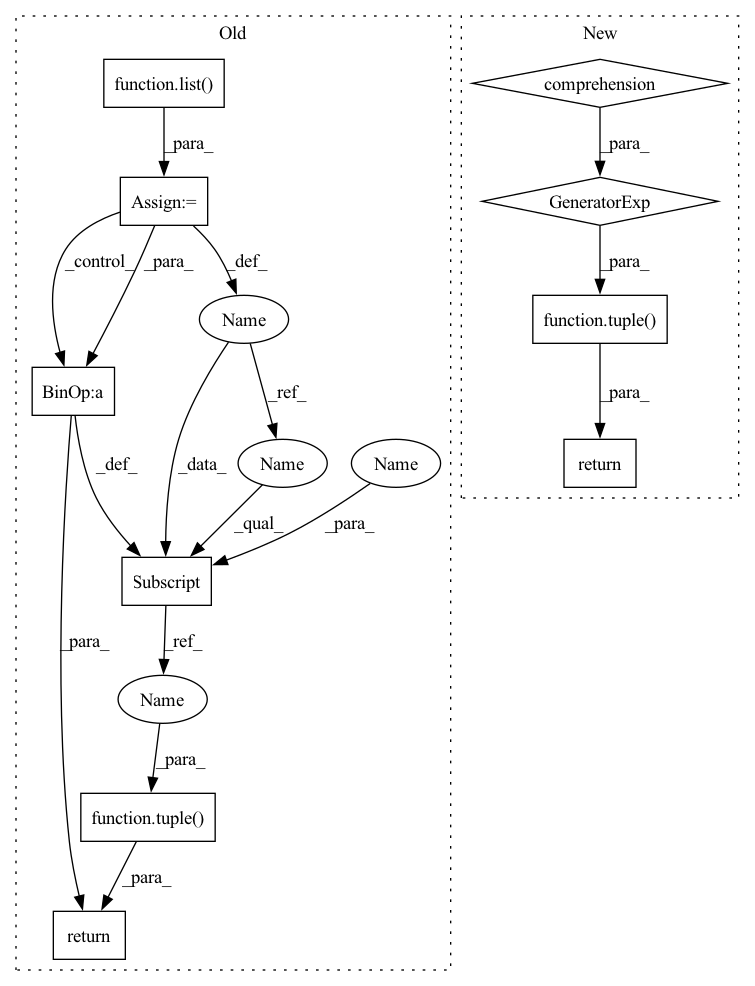 Old
New
function.list()
comprehension
_para_
_para_
Assign:=
GeneratorExp
_control_
_para_
_def_
_para_
Name
function.tuple()
BinOp:a
_ref_
_para_
_def_
_data_
Name
Name
return
_qual_
_para_
Subscript
_para_
_ref_
Name
_para_
function.tuple()
_para_
return